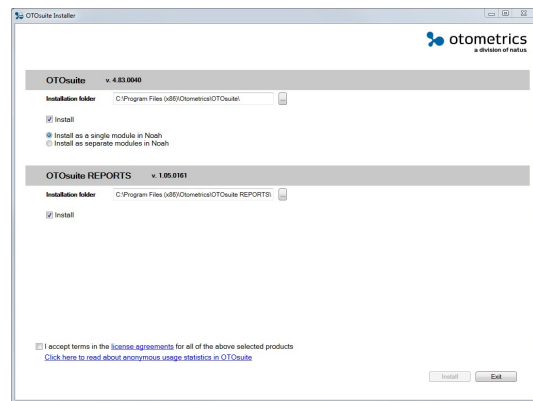 OTOsuite Installer
otometrics
a division of natus
OTOsuite v. 4.83.0040
Installation folder C:\Program Files (x86)\Otometrics\OTOsuite\ ...
Install
Install as a single module in Noah
Install as separate modules in Noah
OTOsuite REPORTS v. 1.05.0161
Installation folder C:\Program Files (x86)\Otometrics\OTOsuite REPORTS\ ...
Install
I accept terms in the license agreements for all of the above selected products
Click here to read about anonymous usage statistics in OTOsuite
Install Exit